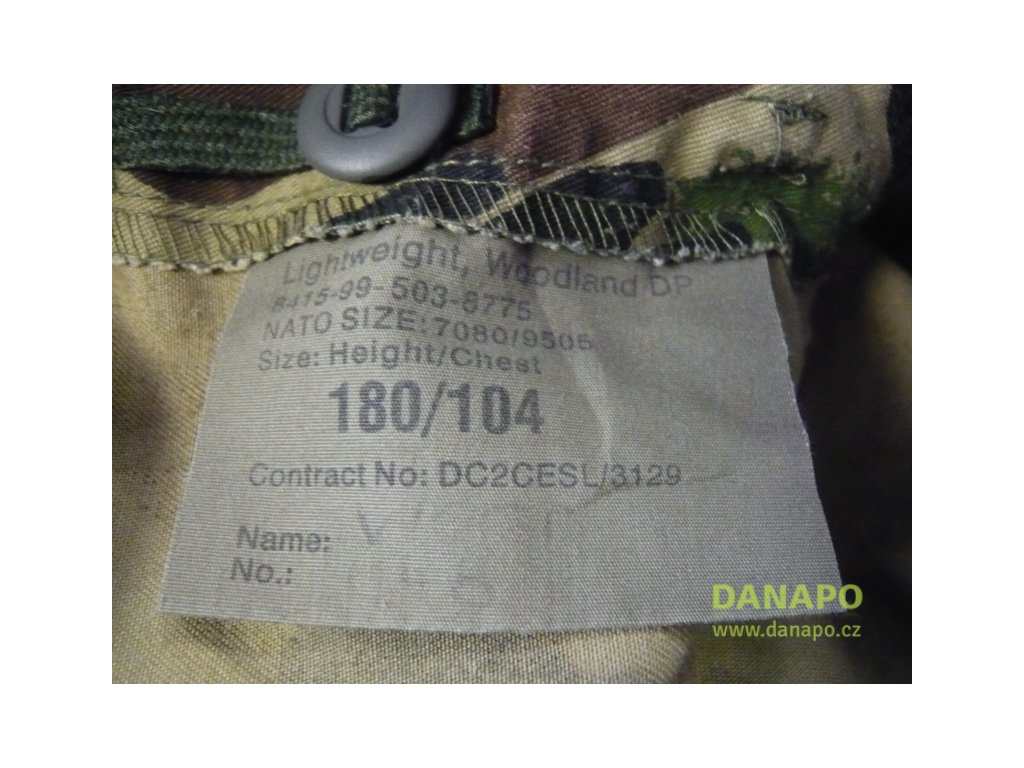 Lightweight, Woodland DP
8415-99-503-8775
NATO SIZE: 7080/9505
Size: Height/Chest
180/104
Contract No: DC2CESL/3129
Name:
No.:
DANAPO
www.danapo.cz